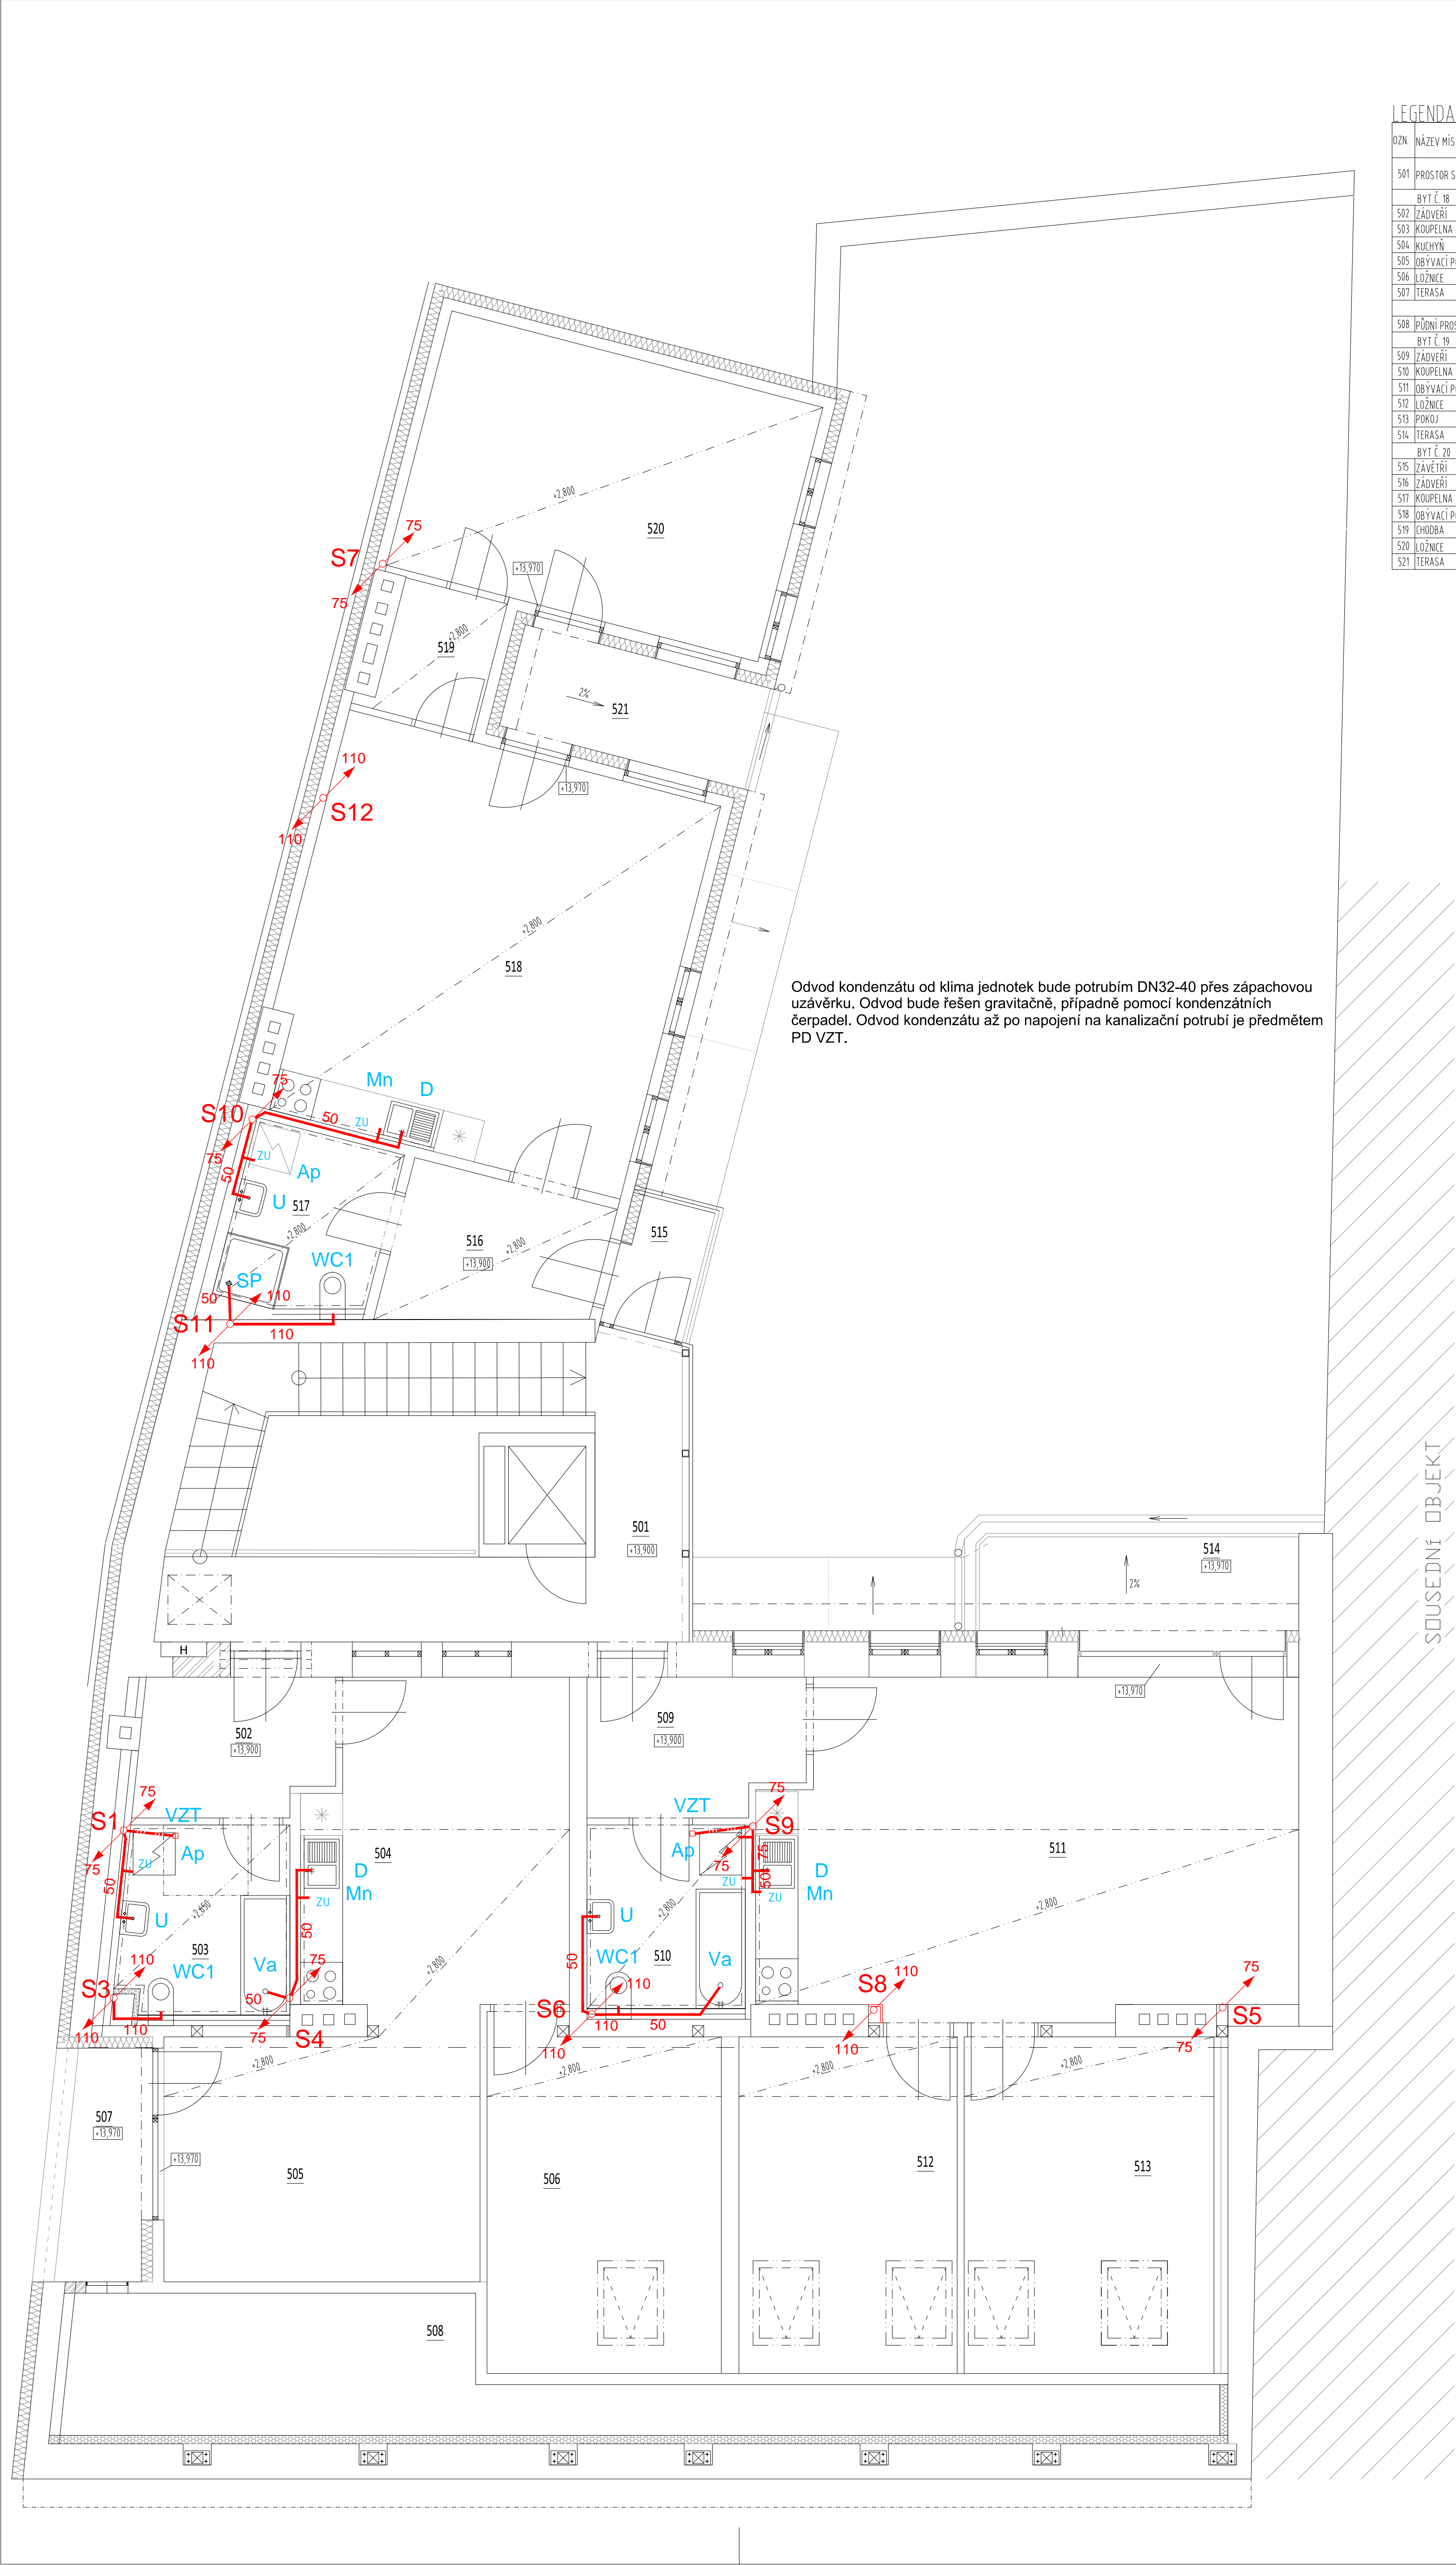 LEGENDA
OZN. NÁZEV MÍS
501 PROSTOR S
BYT Č. 18
502 ZÁDVEŘÍ
503 KOUPELNA
504 KUCHYŇ
505 OBÝVACÍ P
506 LOŽNICE
507 TERASA
508 PŮDNÍ PROS
BYT Č. 19
509 ZÁDVEŘÍ
510 KOUPELNA
511 OBÝVACÍ P
512 LOŽNICE
513 POKOJ
514 TERASA
BYT Č. 20
515 ZÁVĚTŘÍ
516 ZÁDVEŘÍ
517 KOUPELNA
518 OBÝVACÍ P
519 CHODBA
520 LOŽNICE
521 TERASA
+2,800
75
520
S7
+13,970
75
+2,800
519
2%
521
110
+13,970
S12
110
+2,800
518
Odvod kondenzátu od klima jednotek bude potrubím DN32-40 přes zápachovou
uzávěrku. Odvod bude řešen gravitačně, případně pomocí kondenzátních
čerpadel. Odvod kondenzátu až po napojení na kanalizační potrubí je předmětem
PD VZT.
75
Mn
D
S10
50
ZU
75
ZU
50
Ap
U
517
+2,800
515
516
+2,800
+13,900
WC1
SP
50
110
S11
110
110
SOUSEDNÍ OBJEKT
501
+13,900
514
+13,970
2%
H
+13,970
502
+13,900
509
+13,900
75
VZT
S1
75
ZU
Ap
50
U
+2,650
503
110
WC1
S3
110
110
504
D
Mn
ZU
50
Va
75
50
75
S4
+2,800
VZT
75
S9
Ap
75
75
ZU
50
D
Mn
ZU
511
+2,800
U
+2,800
50
WC1
510
Va
110
S6
110
50
110
S8
110
110
75
S5
75
+2,800
+2,800
+2,800
+2,800
507
+13,970
+13,970
505
506
512
513
508